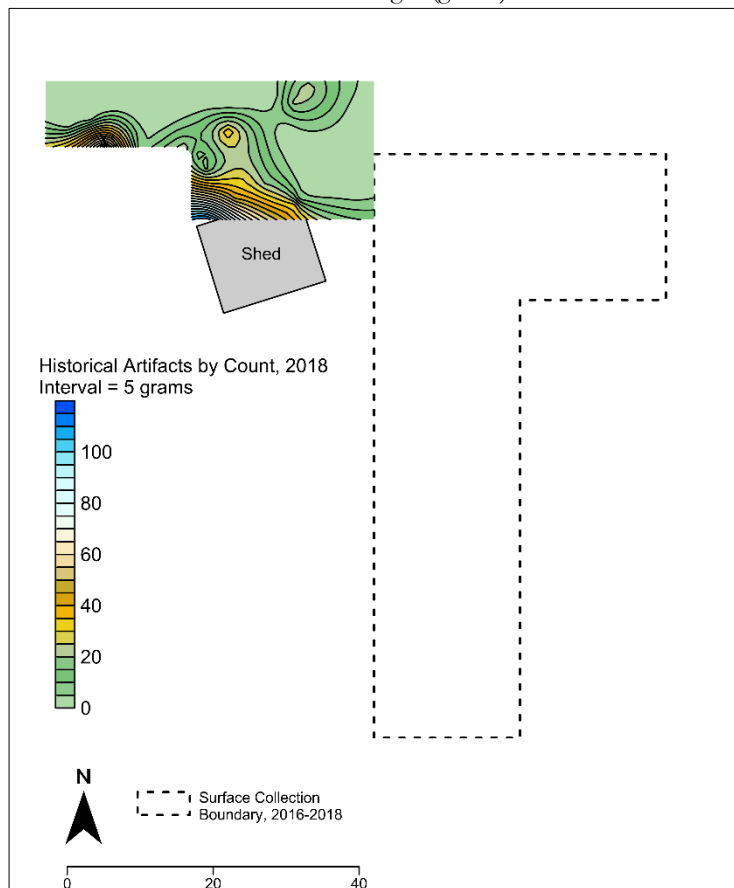 Shed
Historical Artifacts by Count, 2018
Interval = 5 grams
100
80
60
40
20
0
N
Surface Collection
Boundary, 2016-2018
0 20 40